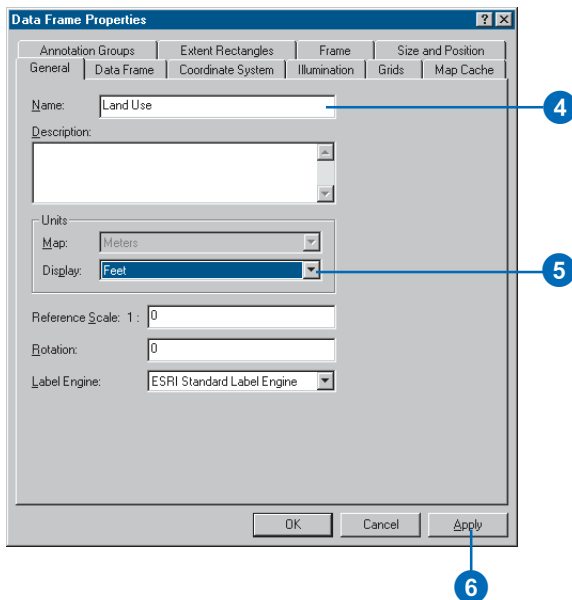 Data Frame Properties
Annotation Groups Extent Rectangles Frame Size and Position
General Data Frame Coordinate System Illumination Grids Map Cache
Name: Land Use 4
Description:
Units
Map: Meters
Display: Feet 5
Reference Scale: 1 : 0
Rotation: 0
Label Engine: ESRI Standard Label Engine
OK Cancel Apply
6